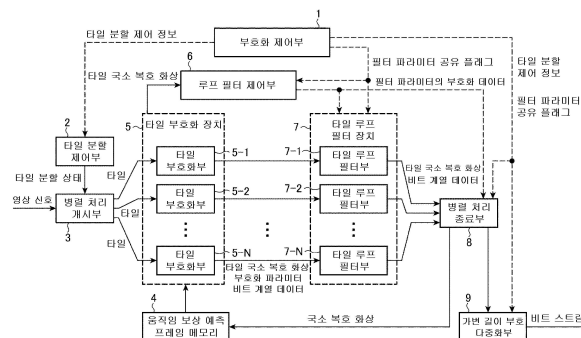 1
부호화 제어부
타일 분할 제어 정보
타일 분할
제어 정보
필터 파라미터 공유 플래그
6
루프 필터 제어부
타일 국소 복호 화상
필터 파라미터의 부호화 데이터
필터 파라미터
공유 플래그
2
타일 분할
제어부
타일 분할 상태
5
타일 부호화 장치
7
타일 루프
필터 장치
영상 신호
병렬 처리
개시부
3
타일
타일
타일
타일
부호화부
5-1
타일
부호화부
5-2
타일
부호화부
5-N
7-1
타일 루프
필터부
7-2
타일 루프
필터부
7-N
타일 루프
필터부
타일 국소 복호 화상
비트 계열 데이터
병렬 처리
종료부
8
타일 국소 복호 화상
부호화 파라미터
비트 계열 데이터
4
움직임 보상 예측
프레임 메모리
국소 복호 화상
9
가변 길이 부호
다중화부
비트 스트림